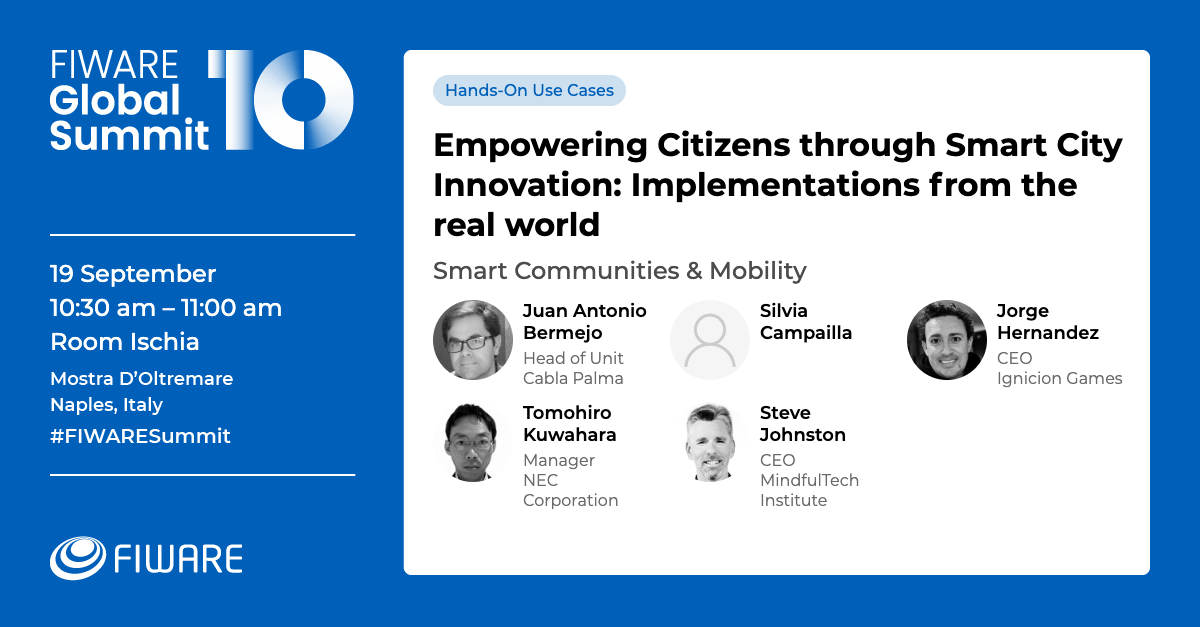 FIWARE
Global
Summit
10
19 September
10:30 am – 11:00 am
Room Ischia
Mostra D’Oltremare
Naples, Italy
#FIWARESummit
FIWARE
Hands-On Use Cases
Empowering Citizens through Smart City
Innovation: Implementations from the
real world
Smart Communities & Mobility
Juan Antonio
Bermejo
Head of Unit
Cabla Palma
Silvia
Campailla
Jorge
Hernandez
CEO
Ignicion Games
Tomohiro
Kuwahara
Manager
NEC
Corporation
Steve
Johnston
CEO
MindfulTech
Institute